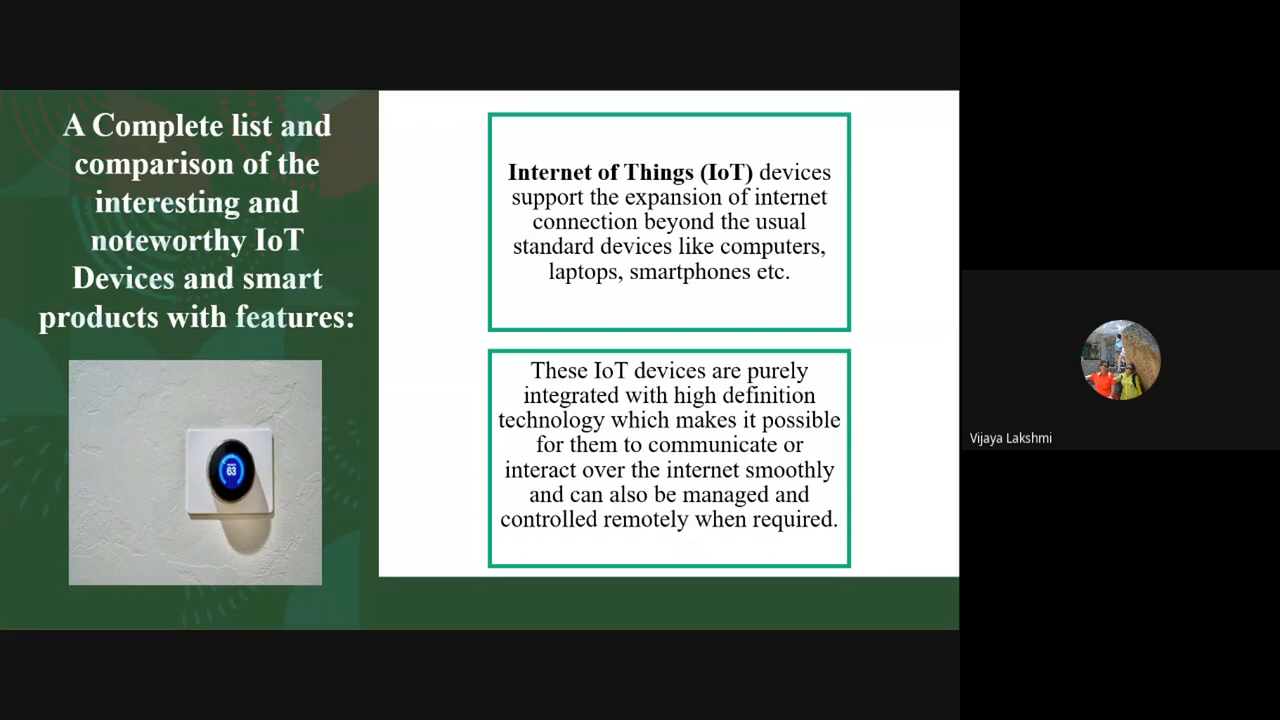 A Complete list and
comparison of the
interesting and
noteworthy IoT
Devices and smart
products with features:
63
Internet of Things (IoT) devices
support the expansion of internet
connection beyond the usual
standard devices like computers,
laptops, smartphones etc.
These IoT devices are purely
integrated with high definition
technology which makes it possible
for them to communicate or
interact over the internet smoothly
and can also be managed and
controlled remotely when required.
Vijaya Lakshmi